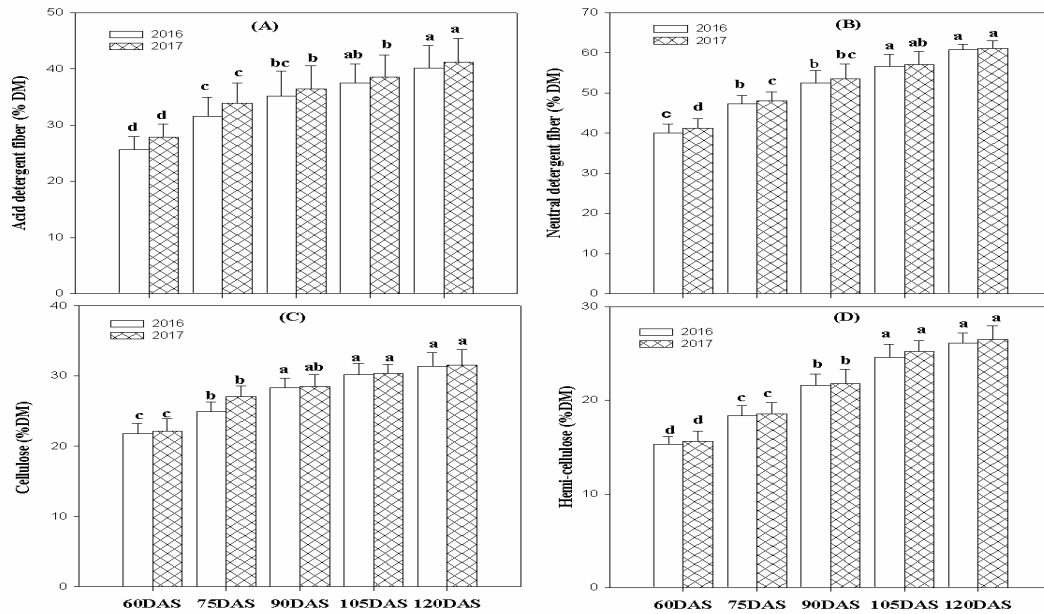 50
(A)
2016
2017
40
30
20
10
0
Acid detergent fiber (% DM)
d d c c bc b ab b a a
70
(B)
2016
2017
60
50
40
30
20
10
0
Neutral detergent fiber (% DM)
c d b c b bc a ab a a
40
(C)
2016
2017
30
20
10
0
Cellulose (%DM)
c c b b a ab a a a a
60DAS 75DAS 90DAS 105DAS 120DAS
30
(D)
2016
2017
20
10
0
Hemi-cellulose (%DM)
d d c c b b a a a a
60DAS 75DAS 90DAS 105DAS 120DAS